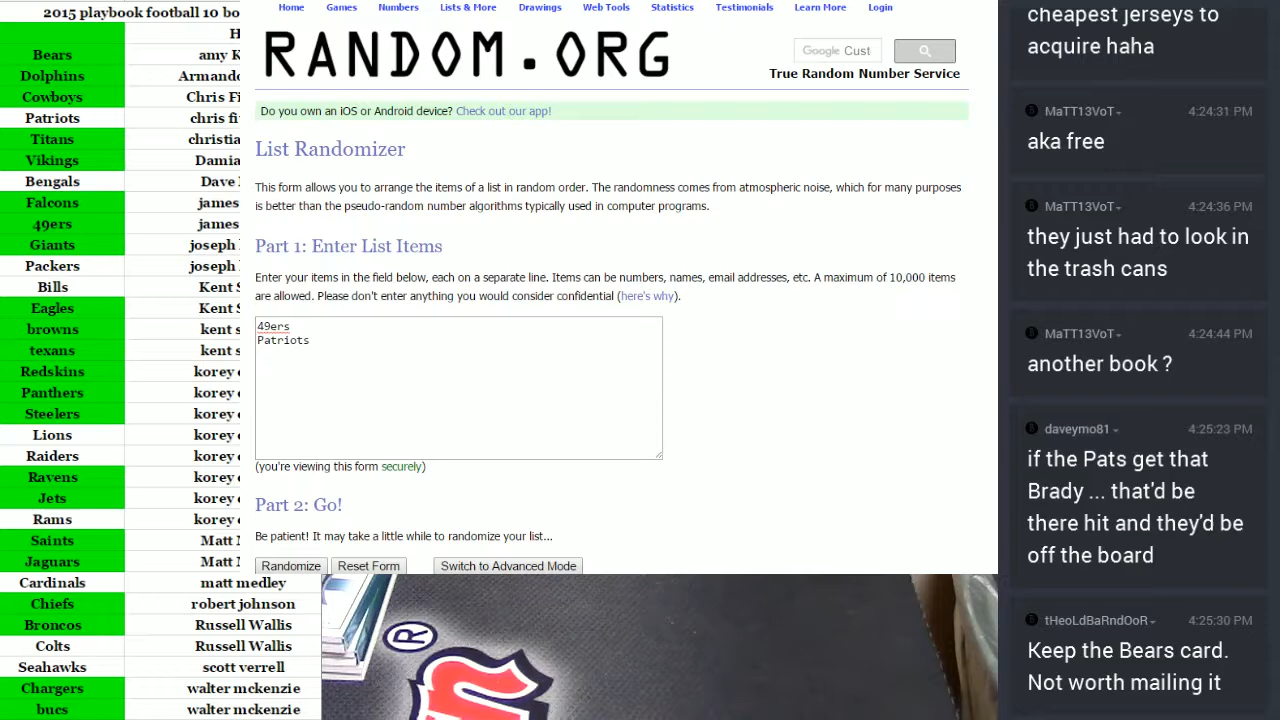 2015 playbook football 10 bo
H
Bears amy K
Dolphins Armando
Cowboys Chris Fi
Patriots chris fi
Titans christia
Vikings Damia
Bengals Dave
Falcons james
49ers james
Giants joseph
Packers joseph
Bills Kent S
Eagles Kent S
browns kent s
texans kent s
Redskins korey
Panthers korey
Steelers korey
Lions korey
Raiders korey
Ravens korey
Jets korey
Rams korey
Saints Matt
Jaguars Matt
Cardinals matt medley
Chiefs robert johnson
Broncos Russell Wallis
Colts Russell Wallis
Seahawks scott verrell
Chargers walter mckenzie
bucs walter mckenzie
Home Games Numbers Lists & More Drawings Web Tools Statistics Testimonials Learn More Login
RANDOM.ORG
Google Cust
True Random Number Service
Do you own an iOS or Android device? Check out our app!
List Randomizer
This form allows you to arrange the items of a list in random order. The randomness comes from atmospheric noise, which for many purposes
is better than the pseudo-random number algorithms typically used in computer programs.
Part 1: Enter List Items
Enter your items in the field below, each on a separate line. Items can be numbers, names, email addresses, etc. A maximum of 10,000 items
are allowed. Please don't enter anything you would consider confidential (here's why).
49ers
Patriots
(you're viewing this form securely)
Part 2: Go!
Be patient! It may take a little while to randomize your list...
Randomize Reset Form Switch to Advanced Mode
®
cheapest jerseys to
acquire haha
MaTT13VoT 4:24:31 PM
aka free
MaTT13VoT 4:24:36 PM
they just had to look in
the trash cans
MaTT13VoT 4:24:44 PM
another book ?
daveymo81 4:25:23 PM
if the Pats get that
Brady ... that'd be
there hit and they'd be
off the board
tHeoLdBaRndOoR 4:25:30 PM
Keep the Bears card.
Not worth mailing it